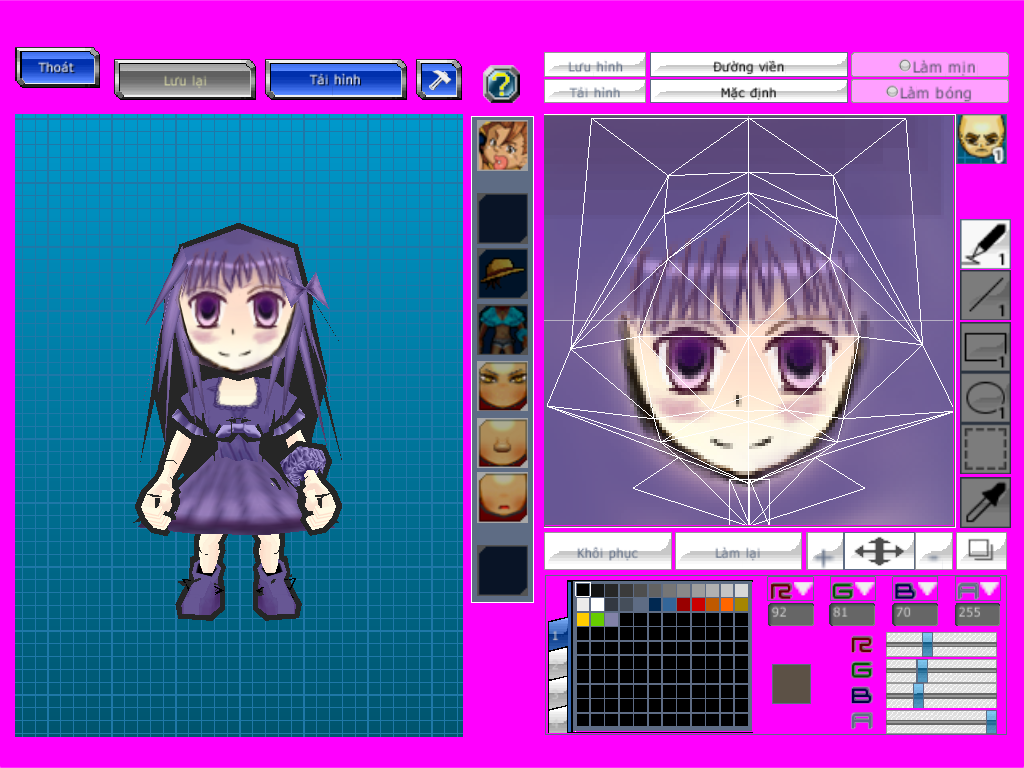 Thoát
Lưu lại
Tải hình
?
Lưu hình
Đường viền
Làm mịn
Tải hình
Mặc định
Làm bóng
1
1
1
1
1
Khôi phục
Làm lại
+
-
R
G
B
A
92
81
70
255
1
R
G
B
A